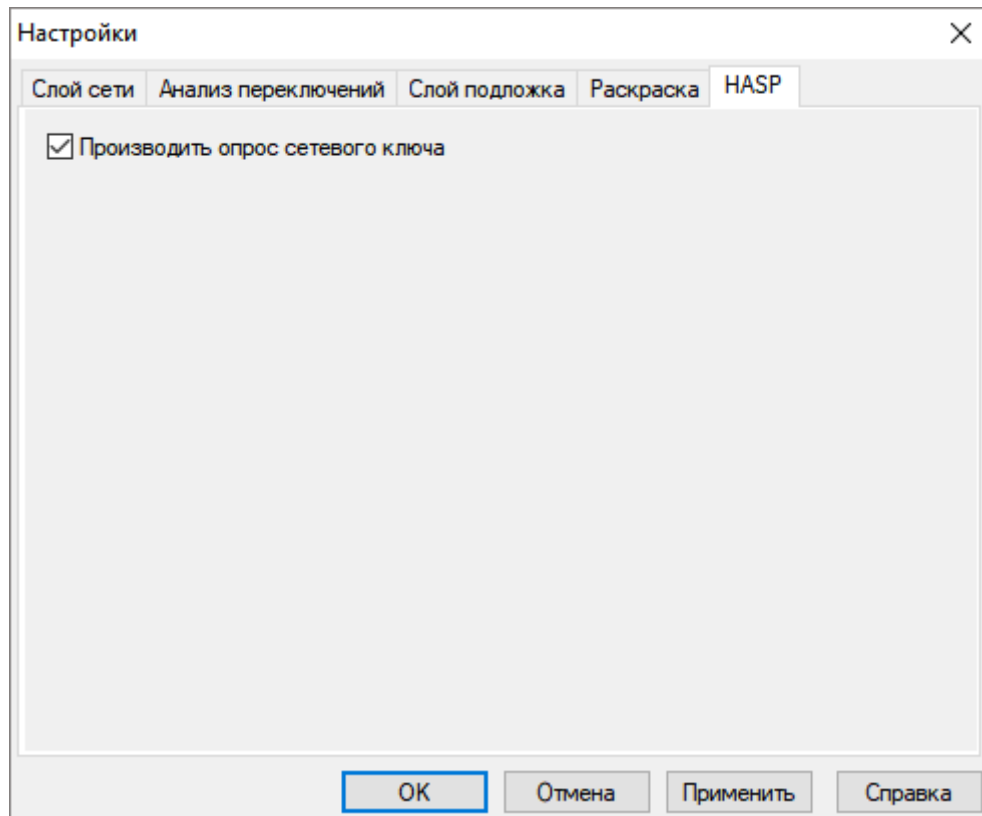 Настройки
Слой сети Анализ переключений Слой подложка Раскраска HASP
Производить опрос сетевого ключа
OK Отмена Применить Справка